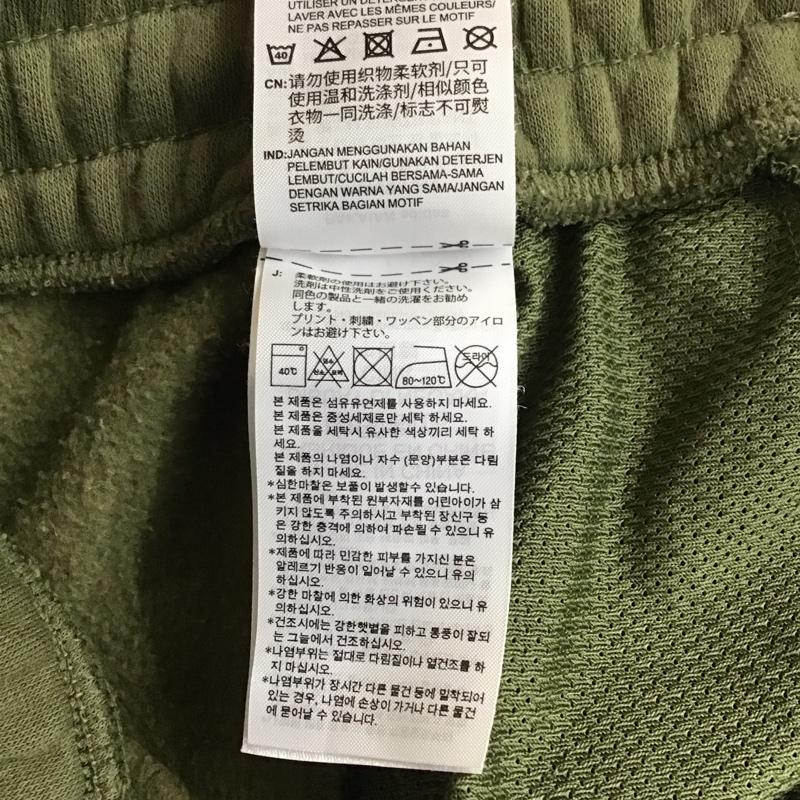 UTILISER UN DETERGENT
LAVER AVEC LES MÊMES COULEURS/
NE PAS REPASSER SUR LE MOTIF
40
CN:请勿使用织物柔软剂/只可
使用温和洗涤剂/相似颜色
衣物一同洗涤/标志不可熨
烫
IND:JANGAN MENGGUNAKAN BAHAN
PELEMBUT KAIN/GUNAKAN DETERJEN
LEMBUT/CUCILAH BERSAMA-SAMA
DENGAN WARNA YANG SAMA/JANGAN
SETRIKA BAGIAN MOTIF
J: 柔軟剤の使用はお避け下さい。
洗剤は中性洗剤をご使用ください。
同色の製品と一緒の洗濯をお勧め
します。
プリント・刺繍・ワッペン部分のアイロ
ンはお避け下さい。
40℃ 염소 산소 표백 80~120℃ 드라이
본 제품은 섬유유연제를 사용하지 마세요.
본 제품은 중성세제로만 세탁 하세요.
본 제품을 세탁시 유사한 색상끼리 세탁 하
세요.
본 제품의 나염이나 자수 (문양)부분은 다림
질을 하지 마세요.
*심한마찰은 보풀이 발생할수 있습니다.
*본 제품에 부착된 원부자재를 어린아이가 삼
키지 않도록 주의하시고 부착된 장신구 등
은 강한 충격에 의하여 파손될 수 있으니 유
의하십시오.
*제품에 따라 민감한 피부를 가지신 분은
알레르기 반응이 일어날 수 있으니 유의
하십시오.
*강한 마찰에 의한 화상의 위험이 있으니 유
의하십시오.
*건조시에는 강한햇볕을 피하고 통풍이 잘되
는 그늘에서 건조하십시오.
*나염부위는 절대로 다림질이나 열건조를 하
지 마십시오.
*나염부위가 장시간 다른 물건 등에 밀착되어
있는 경우, 나염에 손상이 가거나 다른 물건
에 묻어날 수 있습니다.